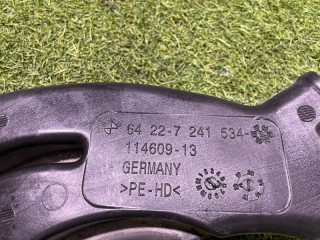 64 22-7 241 534-
114609-13
GERMANY
>PE-HD<